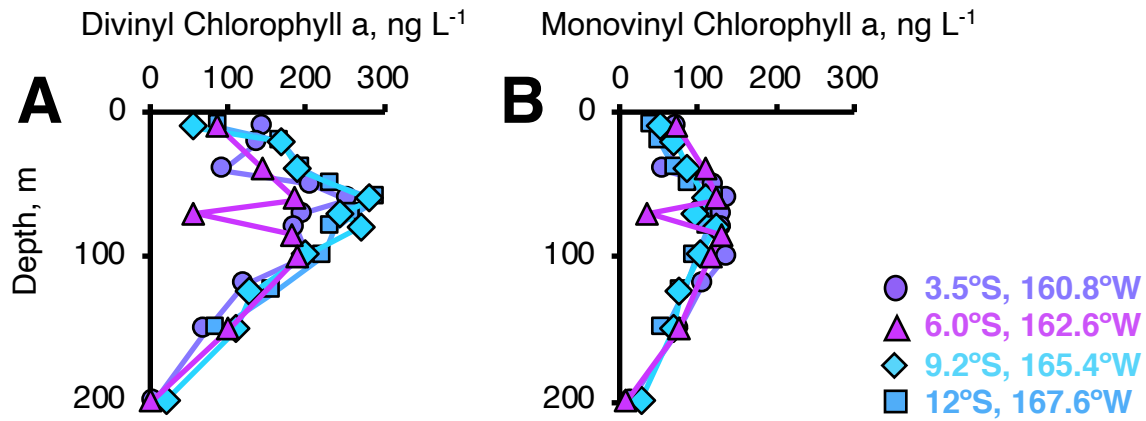 Divinyl Chlorophyll a, ng L⁻¹
Monovinyl Chlorophyll a, ng L⁻¹
0 100 200 300
0 100 200 300
A
B
0
0
Depth, m
100
100
200
200
3.5ºS, 160.8ºW
6.0ºS, 162.6ºW
9.2ºS, 165.4ºW
12ºS, 167.6ºW